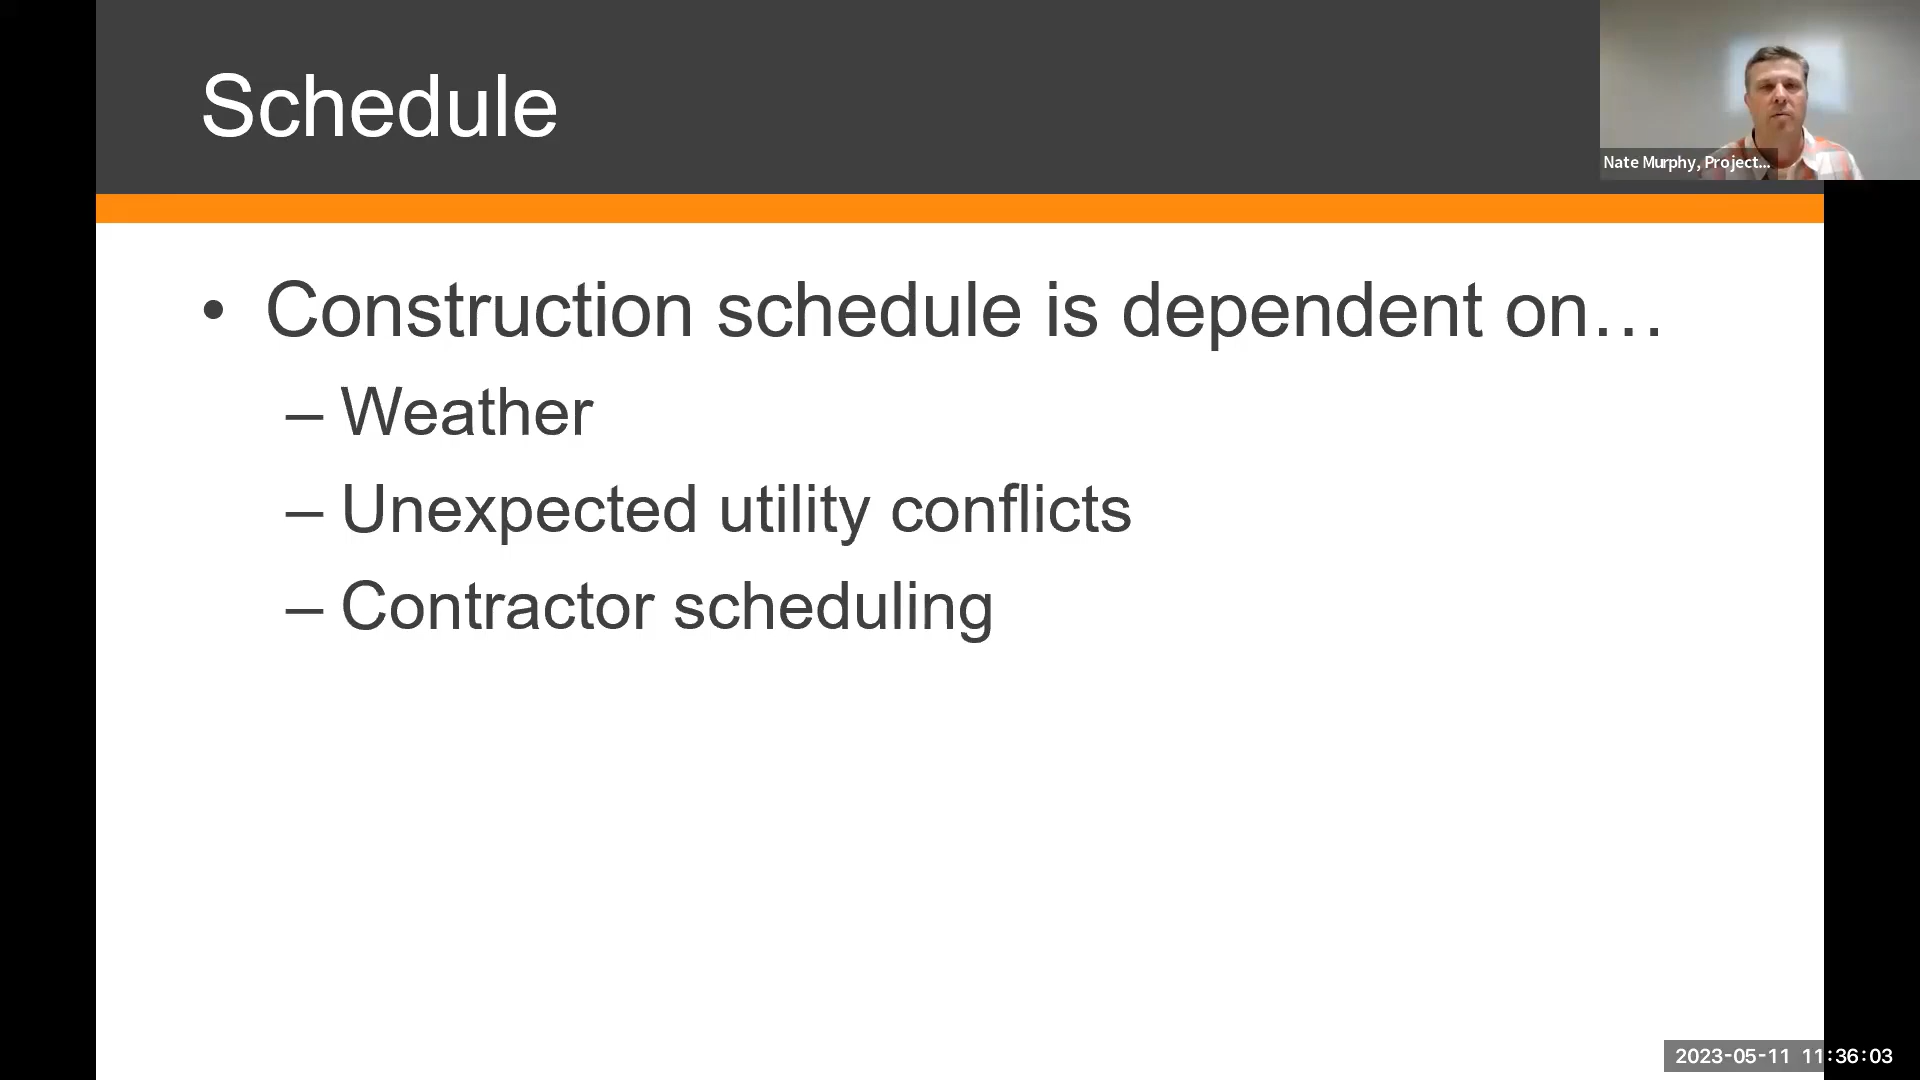 Schedule
Nate Murphy, Project...
• Construction schedule is dependent on…
– Weather
– Unexpected utility conflicts
– Contractor scheduling
2023-05-11 11:36:03